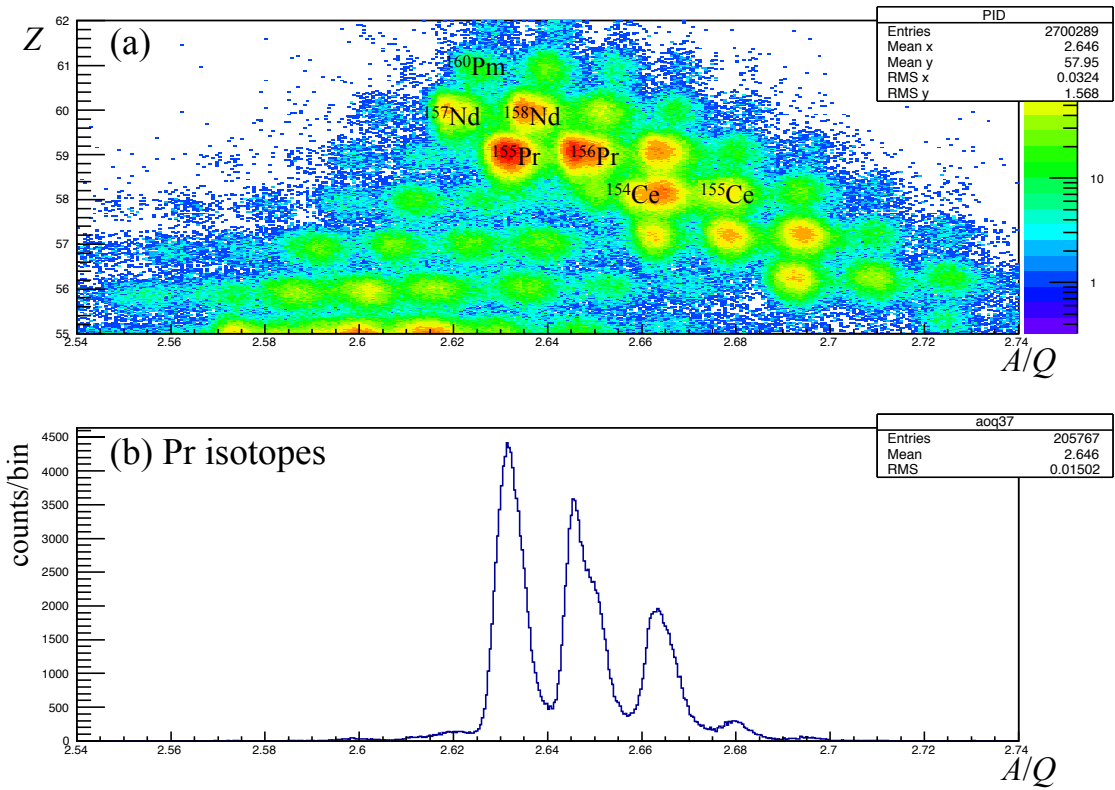 Z
(a)
62
61
60
59
58
57
56
55
PID
Entries 2700289
Mean x 2.646
Mean y 57.95
RMS x 0.0324
RMS y 1.568
¹⁶⁰Pm
¹⁵⁷Nd ¹⁵⁸Nd
¹⁵⁵Pr ¹⁵⁶Pr
¹⁵⁴Ce ¹⁵⁵Ce
10
1
2.54 2.56 2.58 2.6 2.62 2.64 2.66 2.68 2.7 2.72 2.74
A/Q
(b) Pr isotopes
counts/bin
4500
4000
3500
3000
2500
2000
1500
1000
500
0
aoq37
Entries 205767
Mean 2.646
RMS 0.01502
2.54 2.56 2.58 2.6 2.62 2.64 2.66 2.68 2.7 2.72 2.74
A/Q